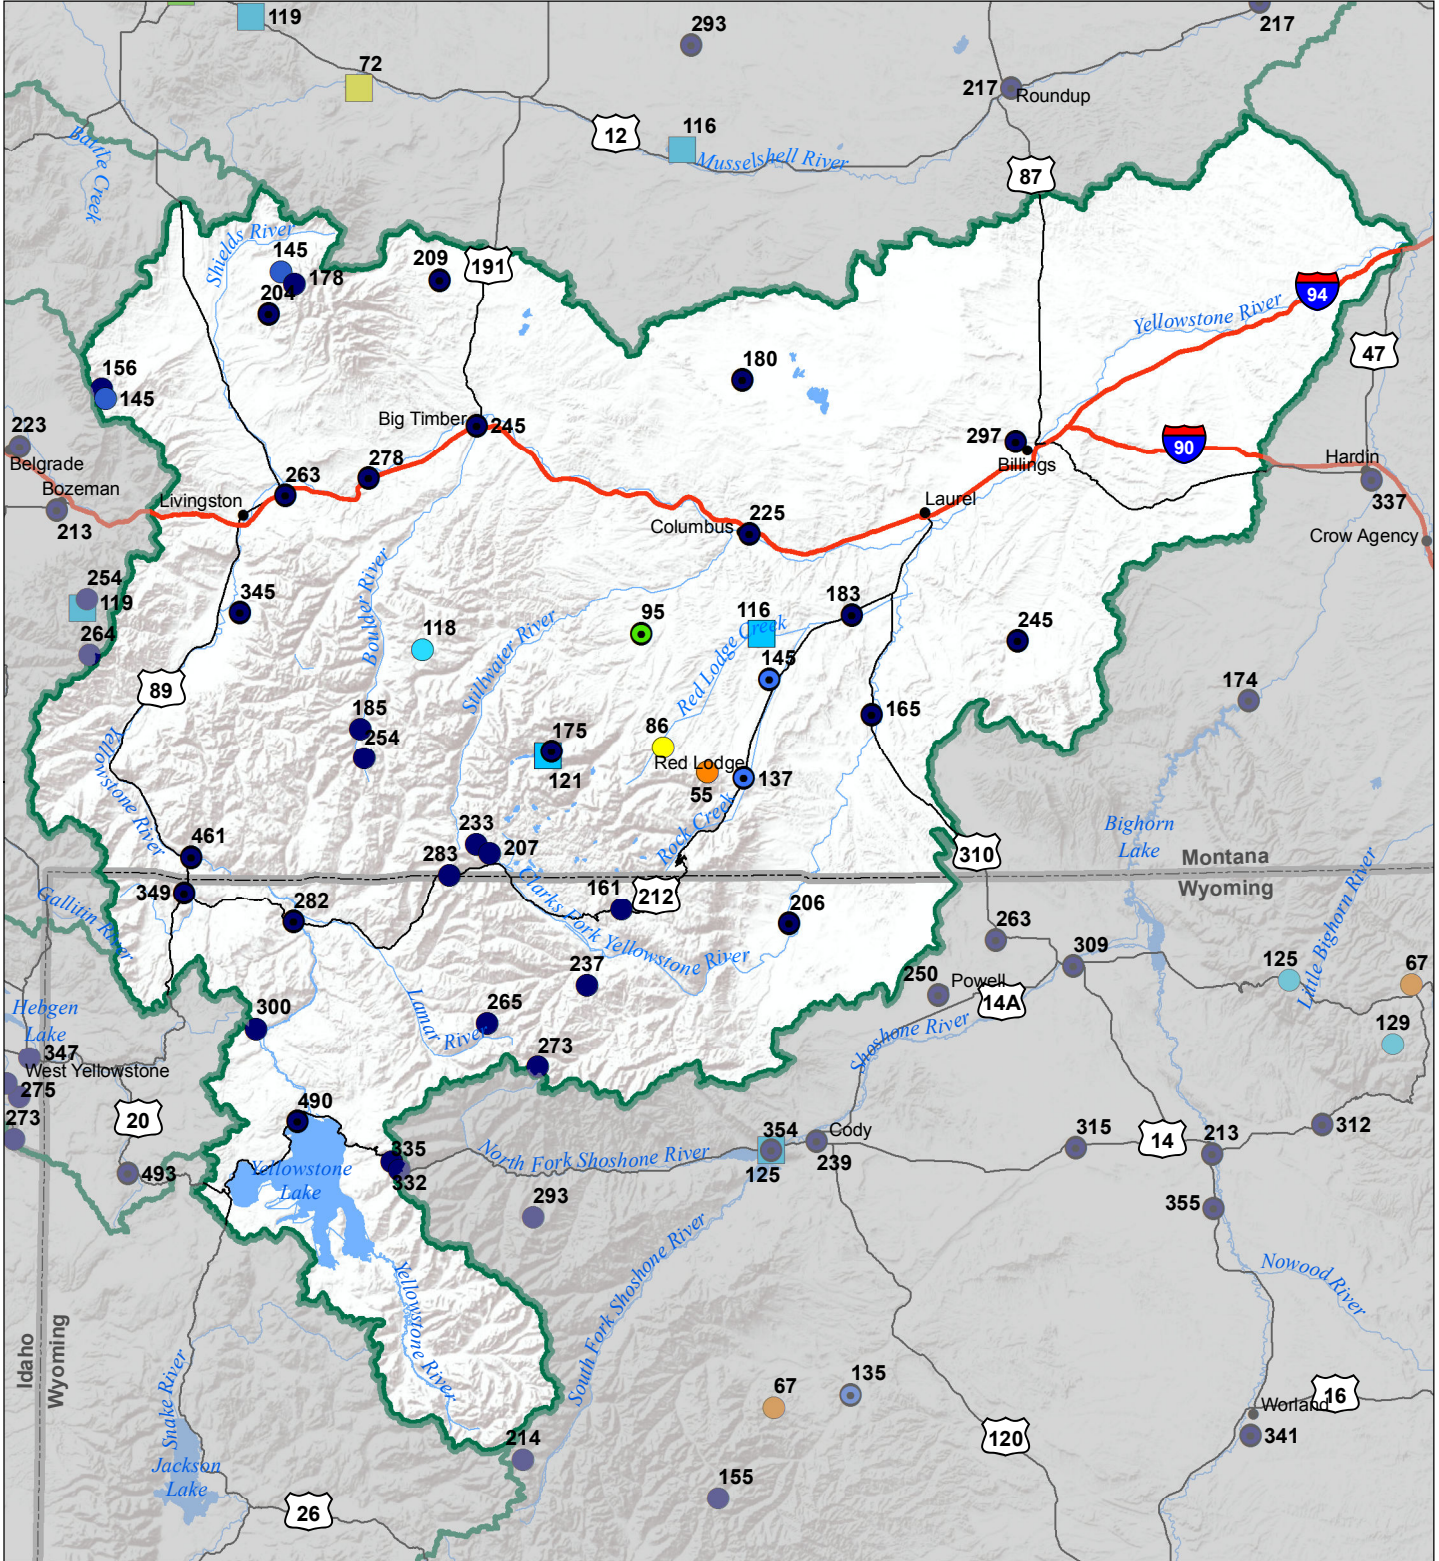 119
293
217
72
217
Roundup
12
116
Musselshell River
Battle Creek
87
Shields River
145
178
204
209
191
94
Yellowstone River
47
180
156
145
223
Belgrade
Big Timber
245
297
Billings
90
Hardin
337
Bozeman
213
278
263
Livingston
Laurel
Columbus
225
Crow Agency
254
119
264
345
Boulder River
118
Stillwater River
95
116
Red Lodge Creek
183
145
245
174
89
185
254
175
121
86
Red Lodge
55
137
165
Yellowstone River
Rock Creek
Bighorn
Lake
461
233
207
283
310
Montana
Wyoming
349
282
161
212
Clarks Fork Yellowstone River
206
Gallitin River
263
309
Little Bighorn River
125
67
250
Powell
14A
129
237
265
Lamar River
273
Shoshone River
Hebgen
Lake
347
West Yellowstone
275
273
300
20
490
Yellowstone
Lake
335
332
493
North Fork Shoshone River
354
125
Cody
239
315
14
213
312
293
355
South Fork Shoshone River
Nowood River
Yellowstone River
Idaho
Wyoming
Snake River
67
135
Worland
16
341
120
214
155
Jackson
Lake
26